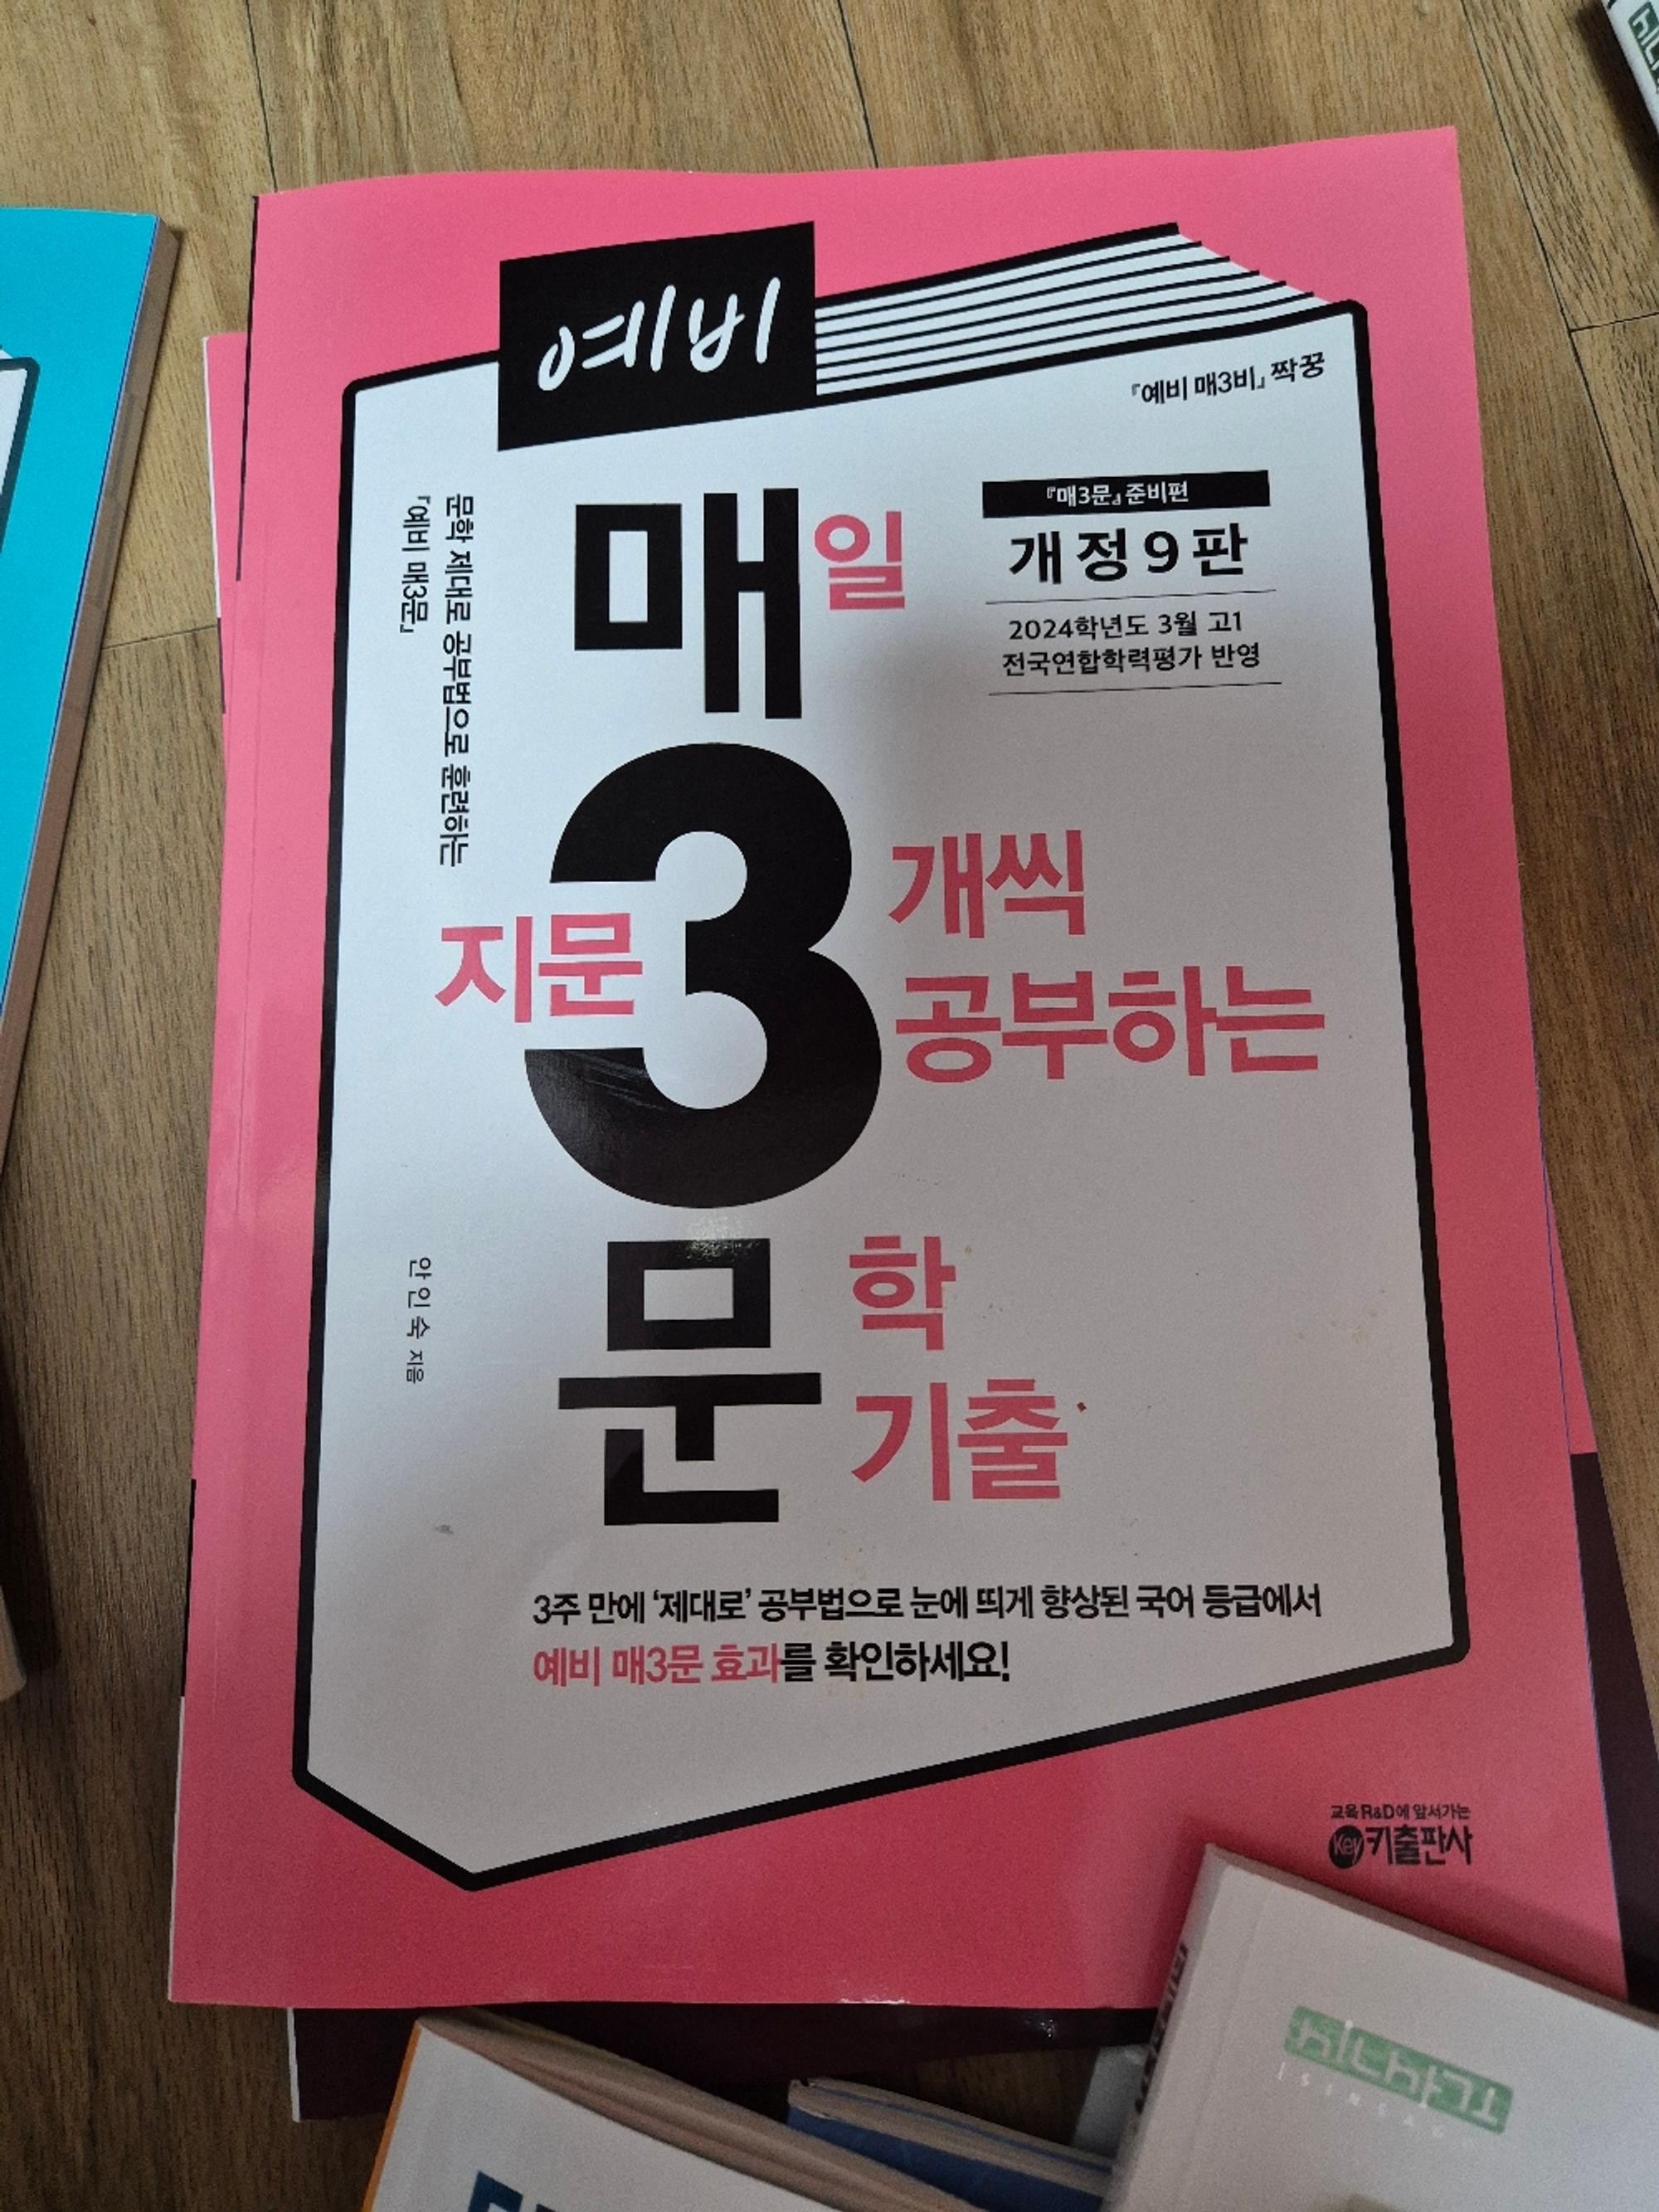 예비
『예비 매3비』 짝꿍
『매3문』 준비편
개정9판
2024학년도 3월 고1
전국연합학력평가 반영
문학 제대로 공부법으로 훈련하는
『예비 매3문』
매일
지문 3개씩
공부하는
문학
기출
안인숙 지음
3주 만에 ‘제대로’ 공부법으로 눈에 띄게 향상된 국어 등급에서
예비 매3문 효과를 확인하세요!
교육 R&D에 앞서가는
Key 키출판사